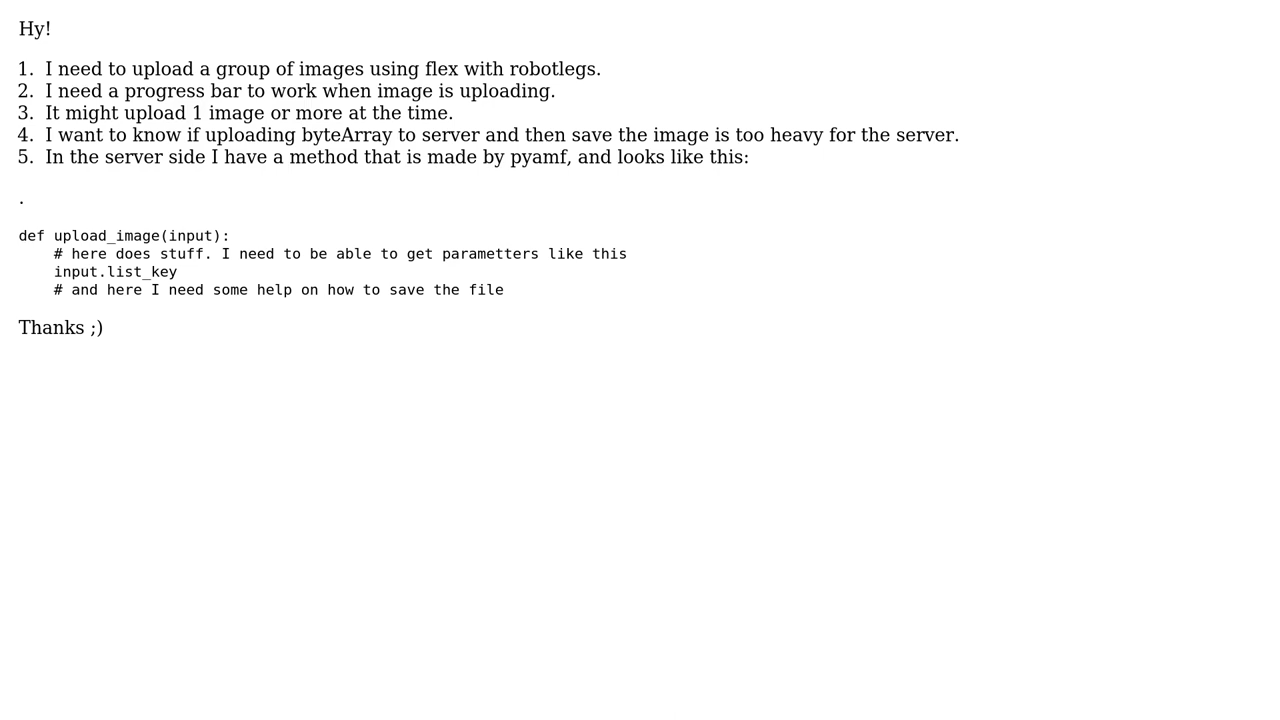 Hy!
1. I need to upload a group of images using flex with robotlegs.
2. I need a progress bar to work when image is uploading.
3. It might upload 1 image or more at the time.
4. I want to know if uploading byteArray to server and then save the image is too heavy for the server.
5. In the server side I have a method that is made by pyamf, and looks like this:
.
def upload_image(input):
    # here does stuff. I need to be able to get parametters like this
    input.list_key
    # and here I need some help on how to save the file
Thanks ;)